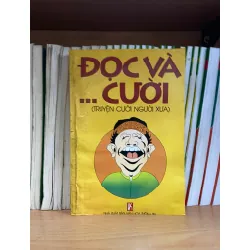 ĐỌC VÀ
... CƯỜI
(TRUYỆN CƯỜI NGƯỜI XƯA)